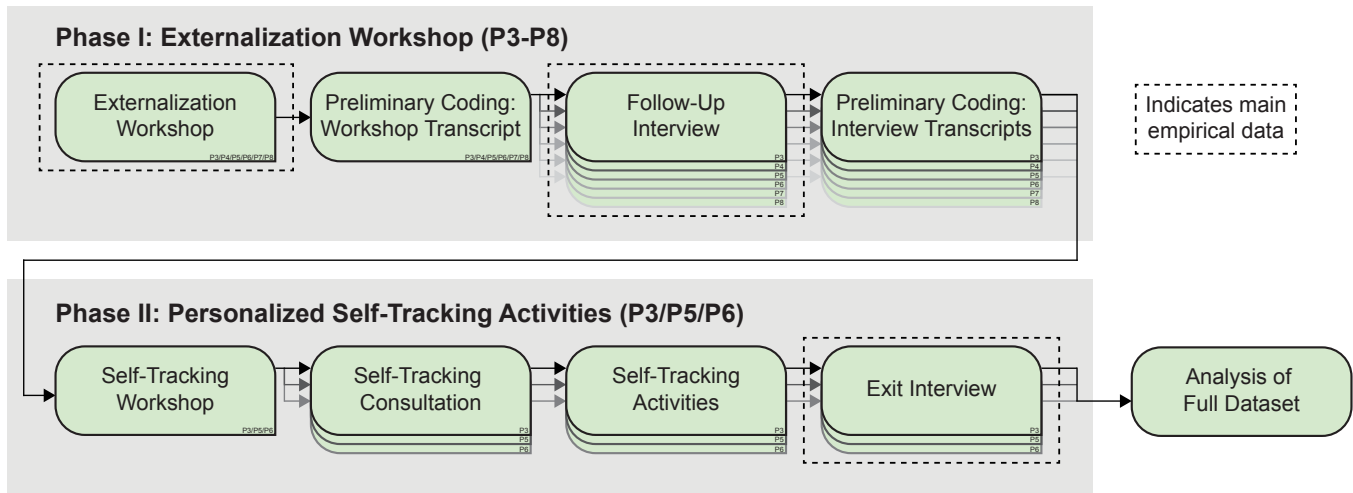 Phase I: Externalization Workshop (P3-P8)
Externalization
Workshop
P3/P4/P5/P6/P7/P8
Preliminary Coding:
Workshop Transcript
P3/P4/P5/P6/P7/P8
Follow-Up
Interview
P3
P4
P5
P6
P7
P8
Preliminary Coding:
Interview Transcripts
P3
P4
P5
P6
P7
P8
Indicates main
empirical data
Phase II: Personalized Self-Tracking Activities (P3/P5/P6)
Self-Tracking
Workshop
P3/P5/P6
Self-Tracking
Consultation
P3
P5
P6
Self-Tracking
Activities
P3
P5
P6
Exit Interview
P3
P5
P6
Analysis of
Full Dataset